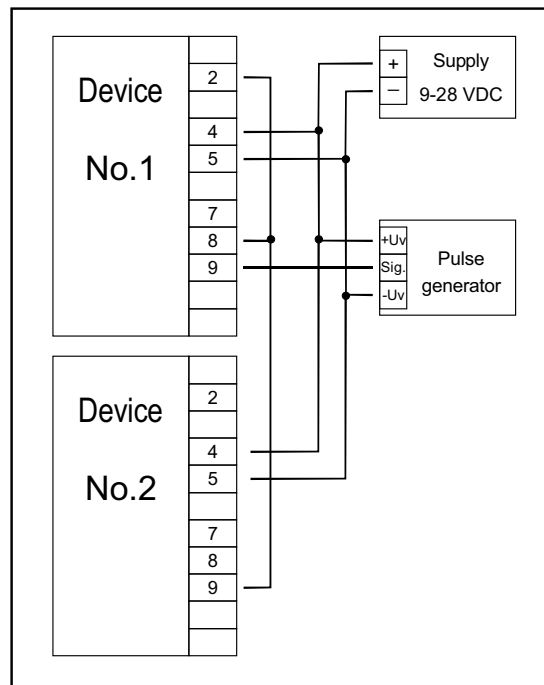 Device
No.1
2
4
5
7
8
9
+
–
Supply
9-28 VDC
+Uv
Sig.
-Uv
Pulse
generator
Device
No.2
2
4
5
7
8
9